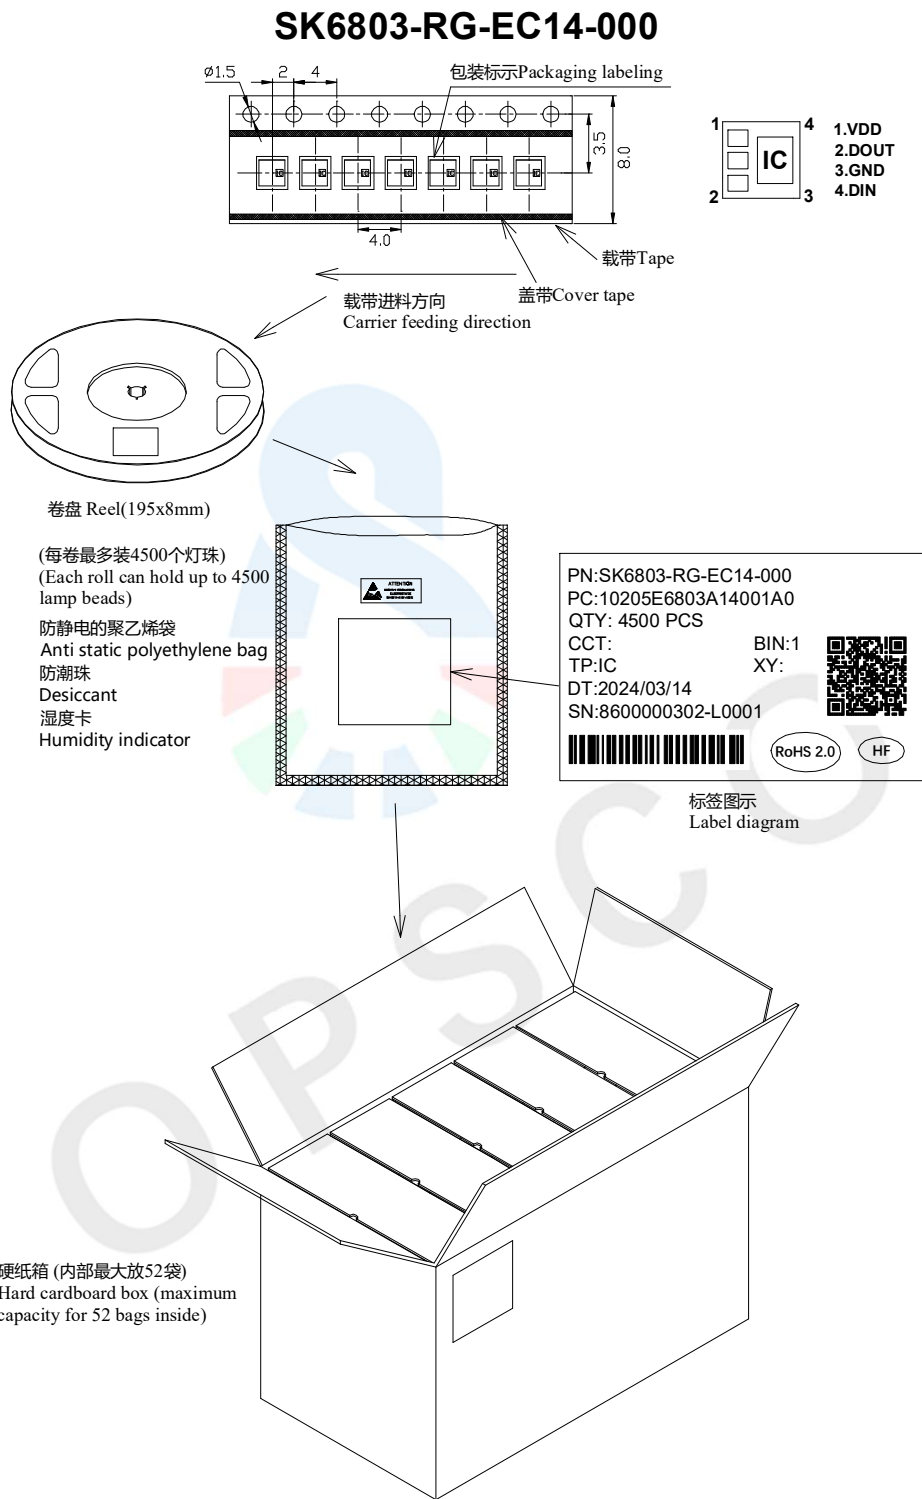 SK6803-RG-EC14-000
ø1.5
2
4
包装标示Packaging labeling
3.5
8.0
4.0
载带Tape
盖带Cover tape
载带进料方向
Carrier feeding direction
1
4
2
3
IC
1.VDD
2.DOUT
3.GND
4.DIN
卷盘 Reel(195x8mm)
(每卷最多装4500个灯珠)
(Each roll can hold up to 4500
lamp beads)
防静电的聚乙烯袋
Anti static polyethylene bag
防潮珠
Desiccant
湿度卡
Humidity indicator
ATTENTION
PN:SK6803-RG-EC14-000
PC:10205E6803A14001A0
QTY: 4500 PCS
CCT: BIN:1
TP:IC XY:
DT:2024/03/14
SN:8600000302-L0001
RoHS 2.0
HF
标签图示
Label diagram
硬纸箱 (内部最大放52袋)
Hard cardboard box (maximum
capacity for 52 bags inside)
OPSCO